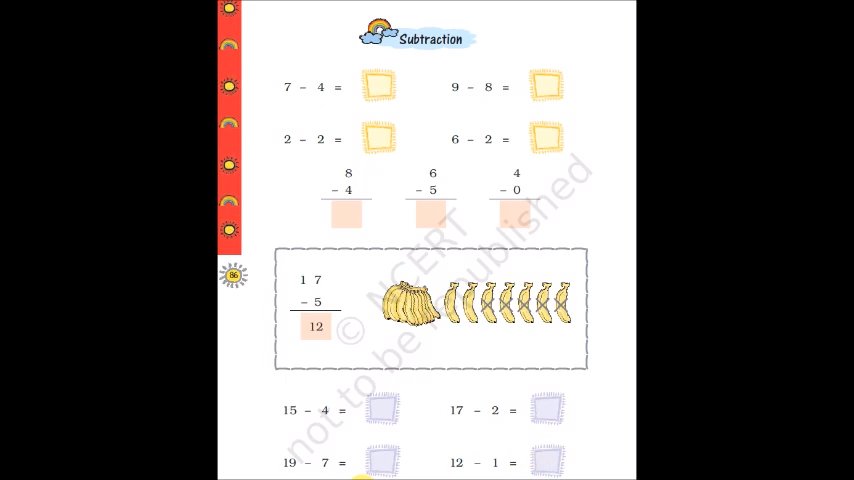 Subtraction
7 - 4 =
9 - 8 =
2 - 2 =
6 - 2 =
8
- 4
6
- 5
4
- 0
86
1 7
- 5
12
15 - 4 =
17 - 2 =
19 - 7 =
12 - 1 =
© NCERT
not to be republished